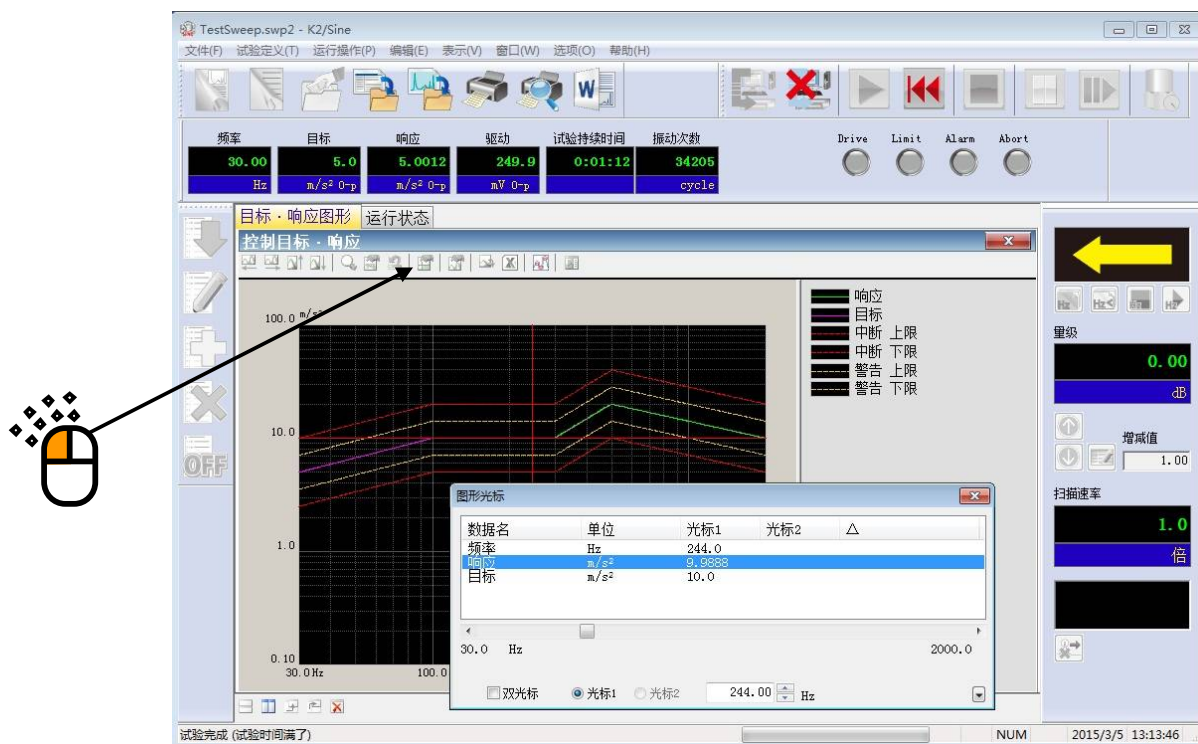 TestSweep.swp2 - K2/Sine
文件(F) 试验定义(T) 运行操作(P) 编辑(E) 表示(V) 窗口(W) 选项(O) 帮助(H)
频率 目标 响应 驱动 试验持续时间 振动次数 Drive Limit Alarm Abort
30.00 5.0 5.0012 249.9 0:01:12 34205
Hz m/s² 0-p m/s² 0-p mV 0-p cycle
目标・响应图形 运行状态
控制目标・响应
100.0 m/s²
10.0
1.0
0.10
30.0Hz 100.0
响应
目标
中断 上限
中断 下限
警告 上限
警告 下限
OFF
图形光标
数据名 单位 光标1 光标2 △
频率 Hz 244.0
响应 m/s² 9.9888
目标 m/s² 10.0
30.0 Hz 2000.0
双光标 光标1 光标2 244.00 Hz
量级
0.00
dB
增减值
1.00
扫描速率
1.0
倍
试验完成 (试验时间满了) NUM 2015/3/5 13:13:46